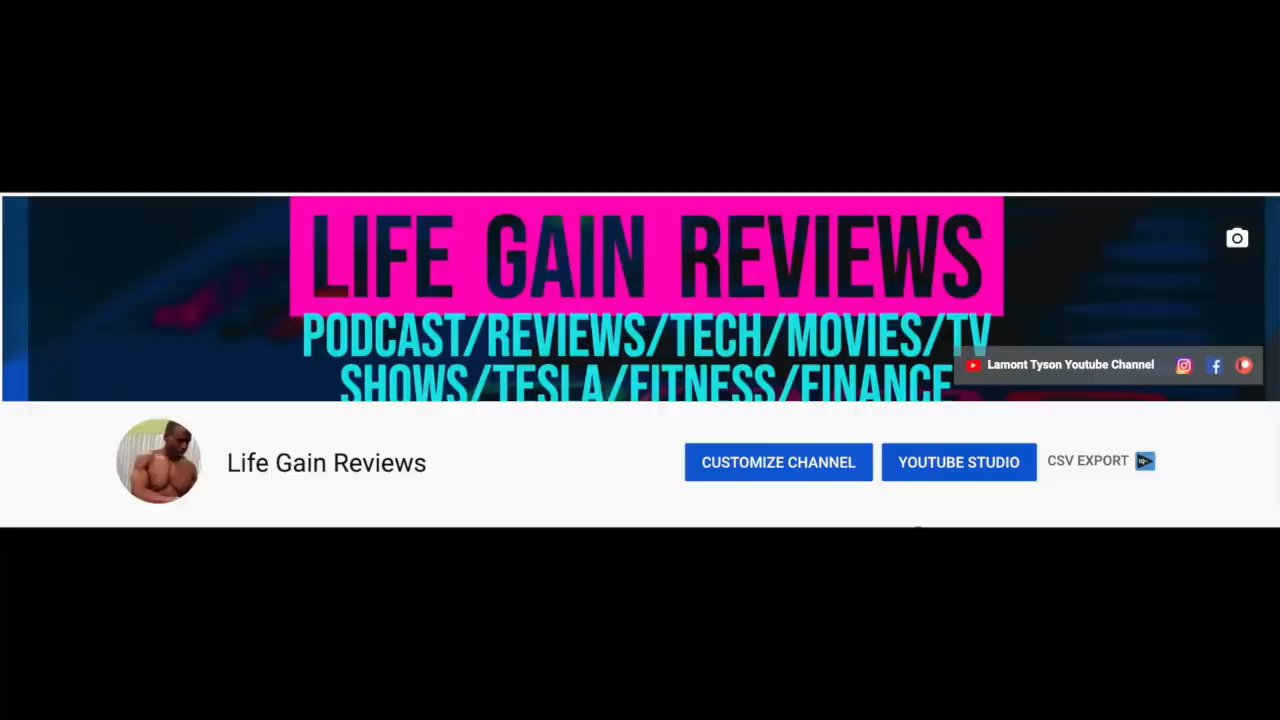 LIFE GAIN REVIEWS
PODCAST/REVIEWS/TECH/MOVIES/TV
SHOWS/TESLA/FITNESS/FINANCE
Lamont Tyson Youtube Channel
Life Gain Reviews
CUSTOMIZE CHANNEL
YOUTUBE STUDIO
CSV EXPORT